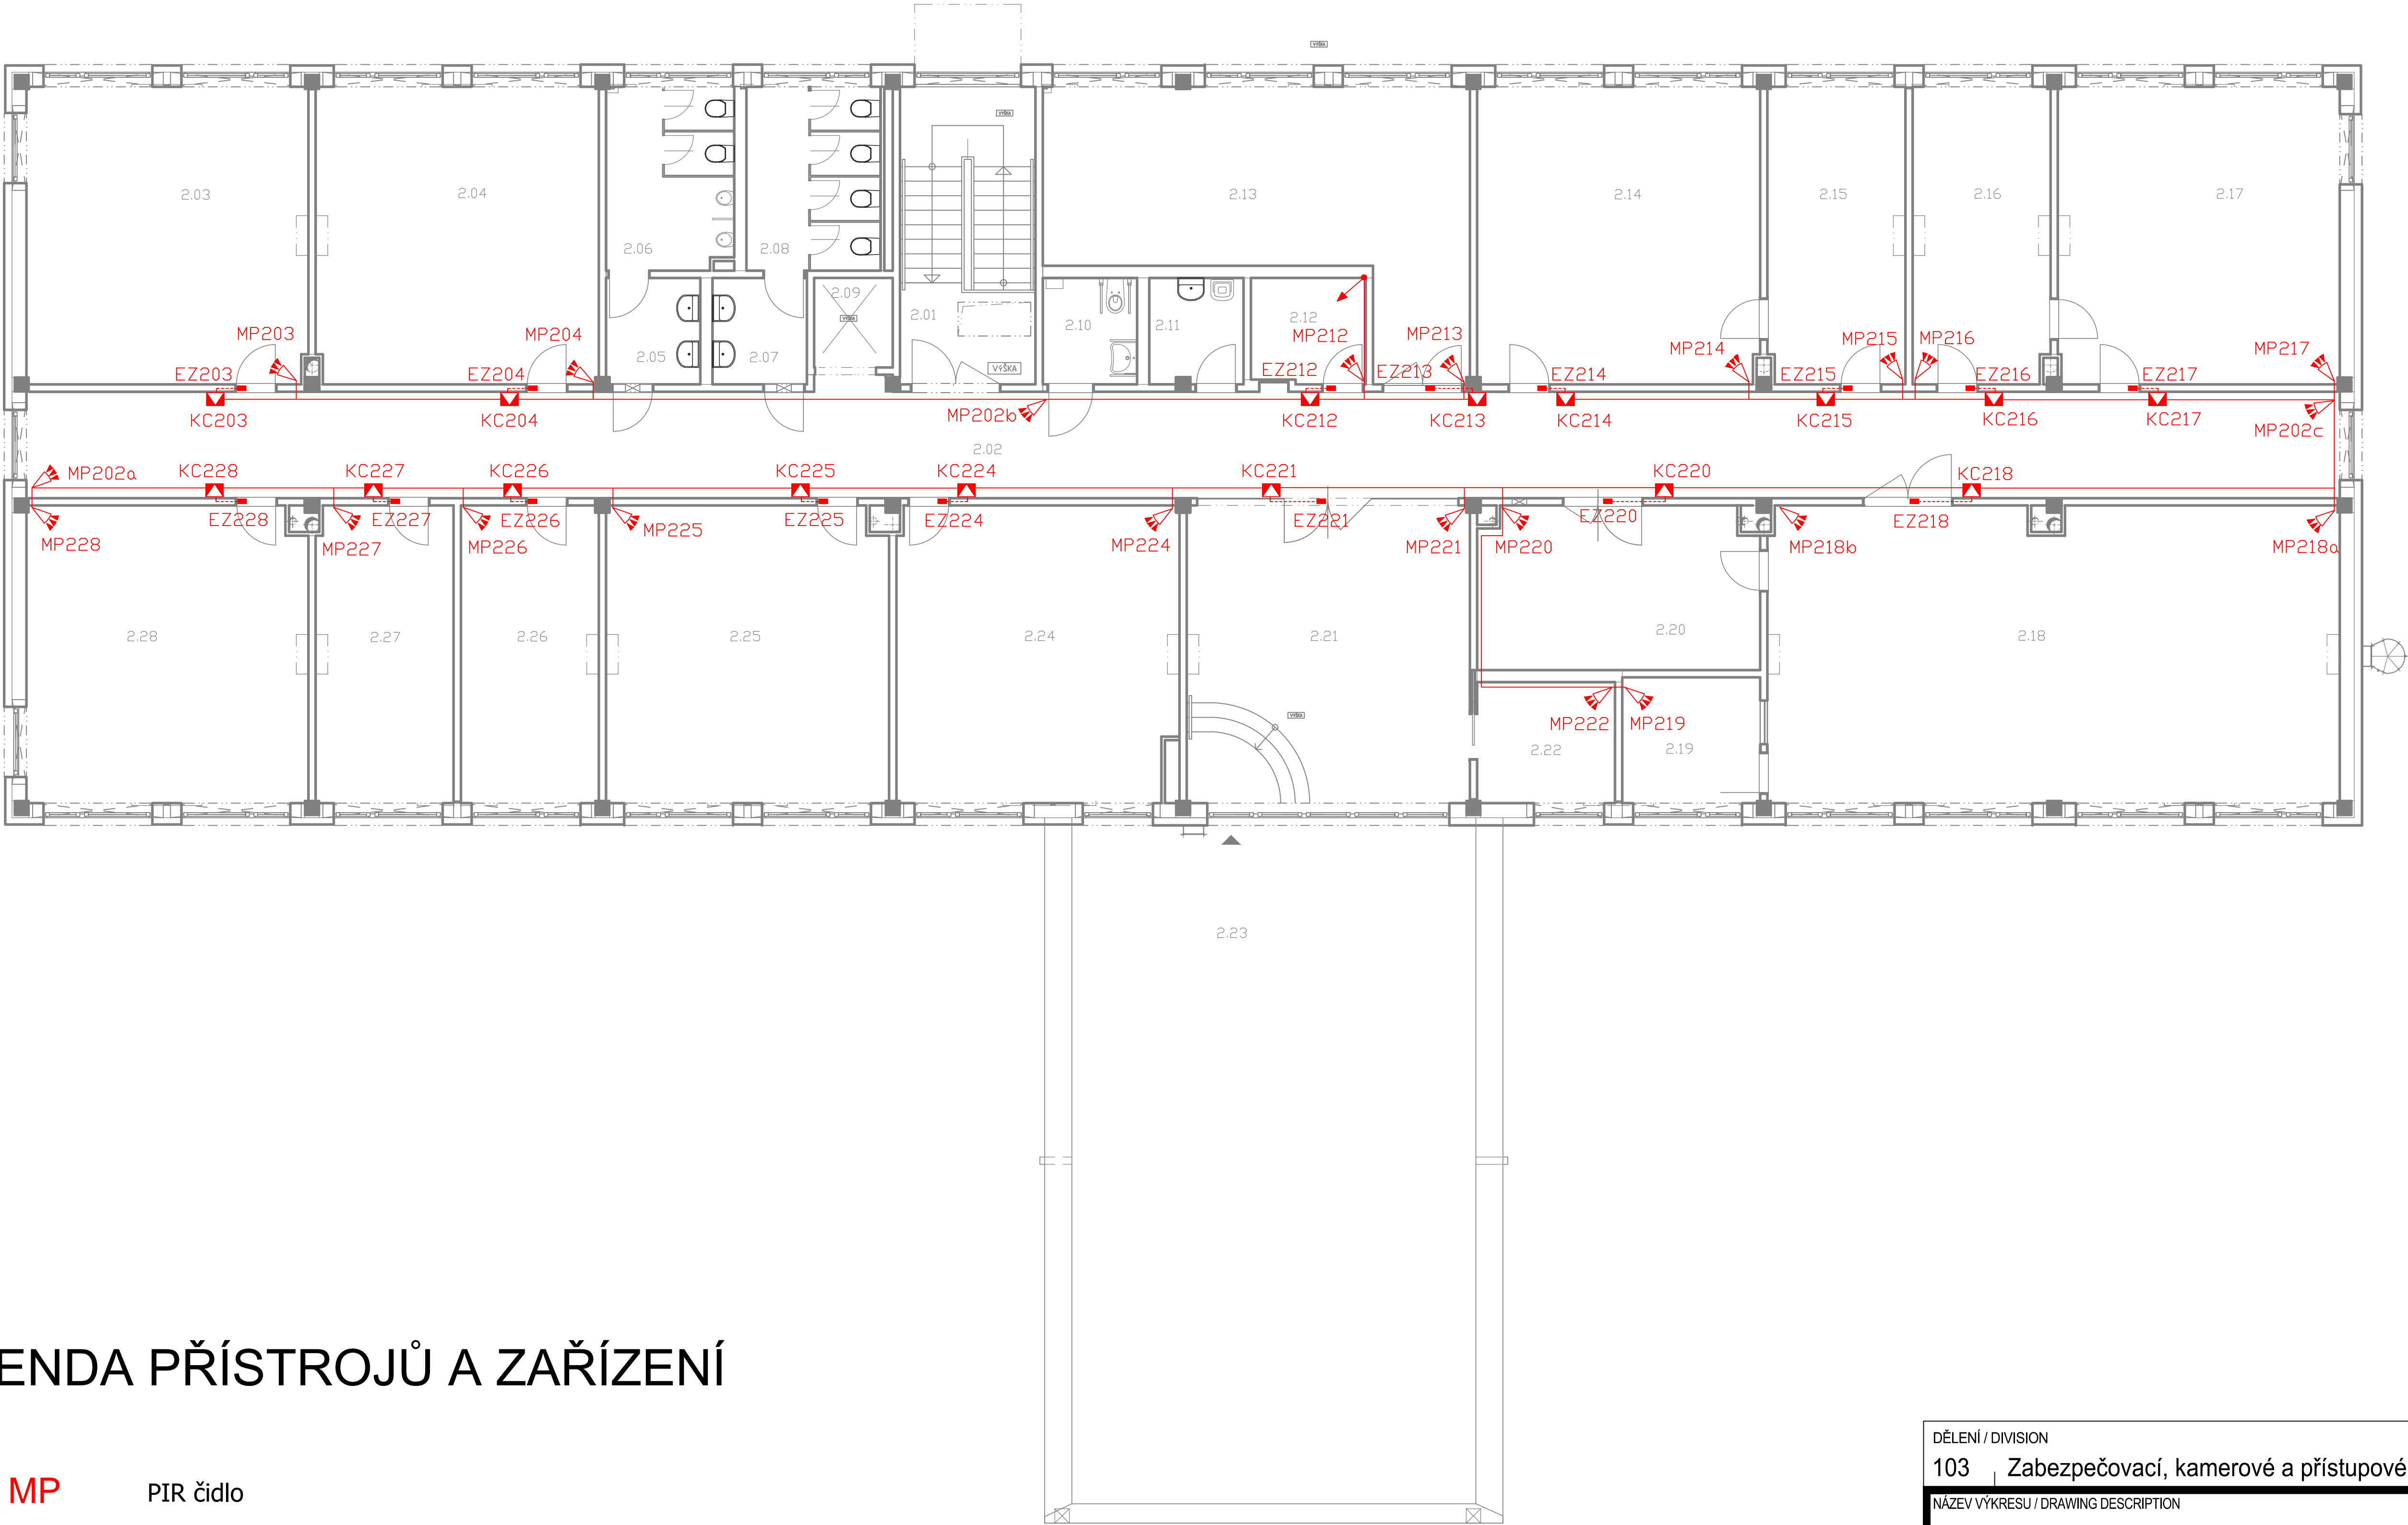 VÝŠKA
VÝŠKA
2.03
2.04
2.06
2.08
2.13
2.14
2.15
2.16
2.17
2.09
2.01
2.10
2.11
2.12
VÝŠKA
MP203
MP204
2.05
2.07
MP212
MP213
MP214
MP215
MP216
MP217
EZ203
EZ204
VÝŠKA
EZ212
EZ213
EZ214
EZ215
EZ216
EZ217
KC203
KC204
MP202b
KC212
KC213
KC214
KC215
KC216
KC217
MP202c
2.02
MP202a
KC228
KC227
KC226
KC225
KC224
KC221
KC220
KC218
EZ228
EZ227
EZ226
EZ225
EZ224
EZ221
EZ220
EZ218
MP228
MP227
MP226
MP225
MP224
MP221
MP220
MP218b
MP218a
2.28
2.27
2.26
2.25
2.24
2.21
2.20
2.18
VÝŠKA
MP222
MP219
2.22
2.19
2.23
ENDA PŘÍSTROJŮ A ZAŘÍZENÍ
MP PIR čidlo
DĚLENÍ / DIVISION
103 Zabezpečovací, kamerové a přístupové
NÁZEV VÝKRESU / DRAWING DESCRIPTION